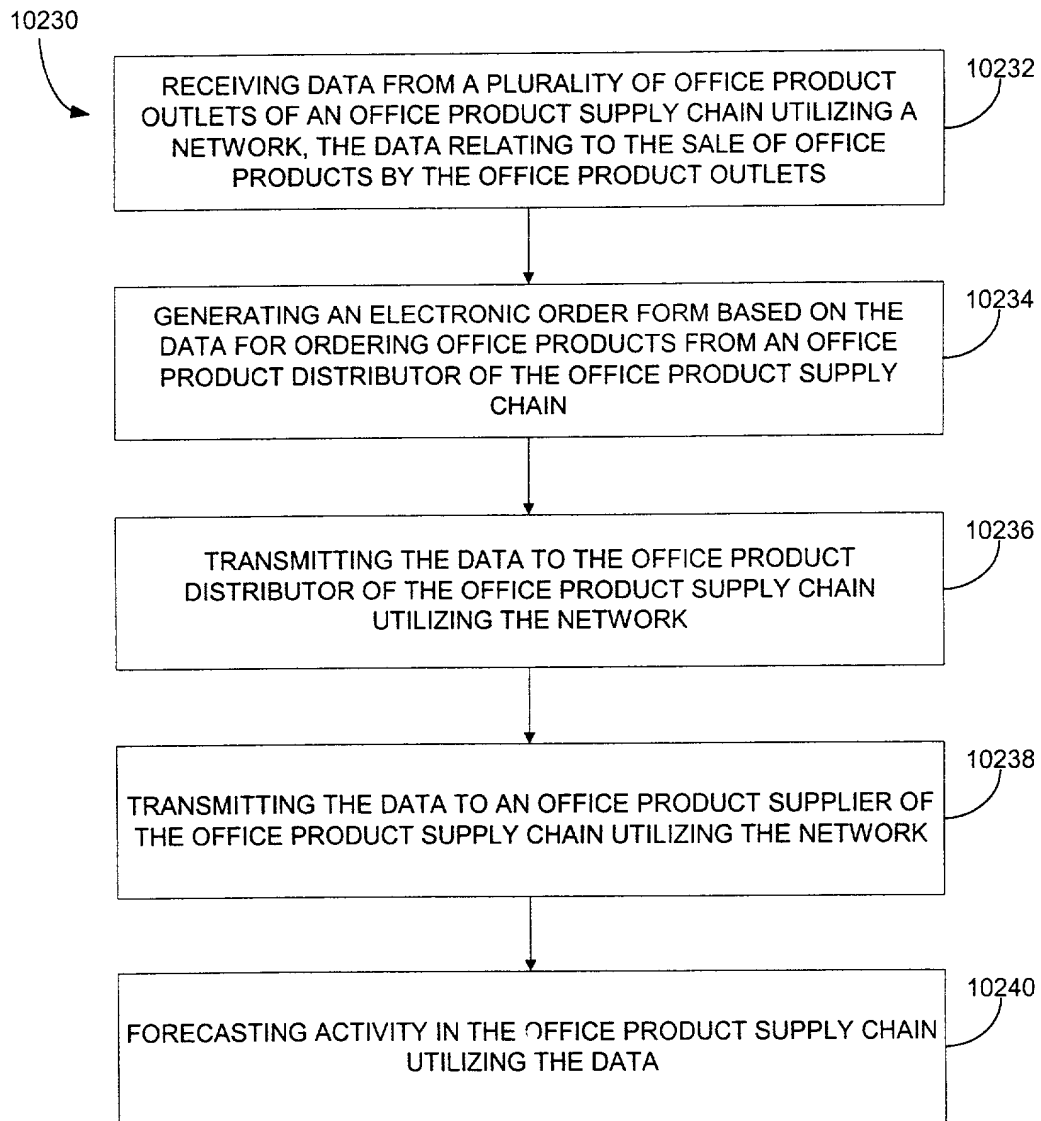 10230
RECEIVING DATA FROM A PLURALITY OF OFFICE PRODUCT
OUTLETS OF AN OFFICE PRODUCT SUPPLY CHAIN UTILIZING A
NETWORK, THE DATA RELATING TO THE SALE OF OFFICE
PRODUCTS BY THE OFFICE PRODUCT OUTLETS
10232
GENERATING AN ELECTRONIC ORDER FORM BASED ON THE
DATA FOR ORDERING OFFICE PRODUCTS FROM AN OFFICE
PRODUCT DISTRIBUTOR OF THE OFFICE PRODUCT SUPPLY
CHAIN
10234
TRANSMITTING THE DATA TO THE OFFICE PRODUCT
DISTRIBUTOR OF THE OFFICE PRODUCT SUPPLY CHAIN
UTILIZING THE NETWORK
10236
TRANSMITTING THE DATA TO AN OFFICE PRODUCT SUPPLIER OF
THE OFFICE PRODUCT SUPPLY CHAIN UTILIZING THE NETWORK
10238
FORECASTING ACTIVITY IN THE OFFICE PRODUCT SUPPLY CHAIN
UTILIZING THE DATA
10240